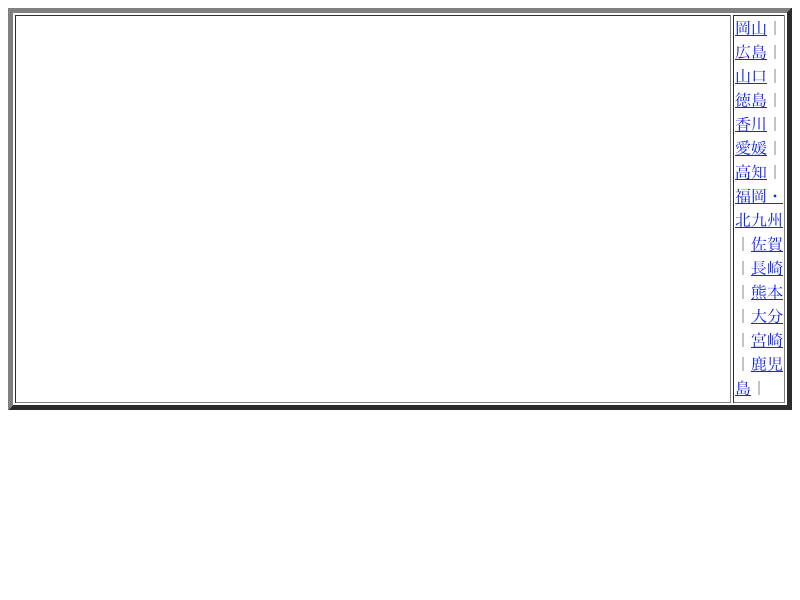 岡山｜
広島｜
山口｜
徳島｜
香川｜
愛媛｜
高知｜
福岡・
北九州
｜佐賀
｜長崎
｜熊本
｜大分
｜宮崎
｜鹿児
島｜